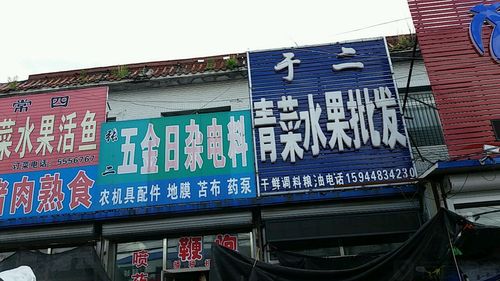 常四
菜水果活鱼
订菜电话：5556767
肉熟食
张二
五金日杂电料
农机具配件 地膜 苫布 药泵
于二
青菜水果批发
干鲜调料粮油电话15944834230
鞭